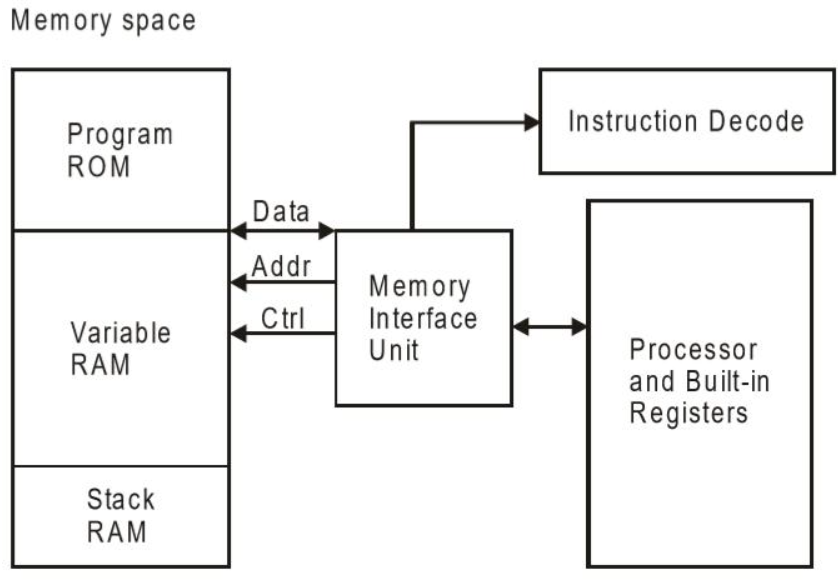 Memory space
Program
ROM
Variable
RAM
Stack
RAM
Data
Addr
Ctrl
Memory
Interface
Unit
Instruction Decode
Processor
and Built-in
Registers